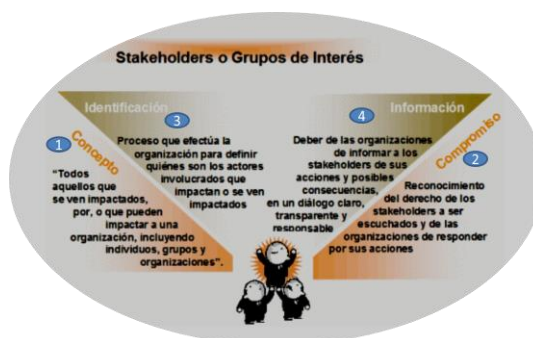 Stakeholders o Grupos de Interés
Identificación
3
Proceso que efectúa la
organización para definir
quiénes son los actores
involucrados que
impactan o se ven
impactados
4
Información
Deber de las organizaciones
de informar a los
stakeholders de sus
acciones y posibles
consecuencias,
en un diálogo claro,
transparente y
responsable
1
Concepto
"Todos
aquellos que
se ven impactados,
por, o que pueden
impactar a una
organización, incluyendo
individuos, grupos y
organizaciones".
Compromiso
2
Reconocimiento
del derecho de los
stakeholders a ser
escuchados y de las
organizaciones de responder
por sus acciones